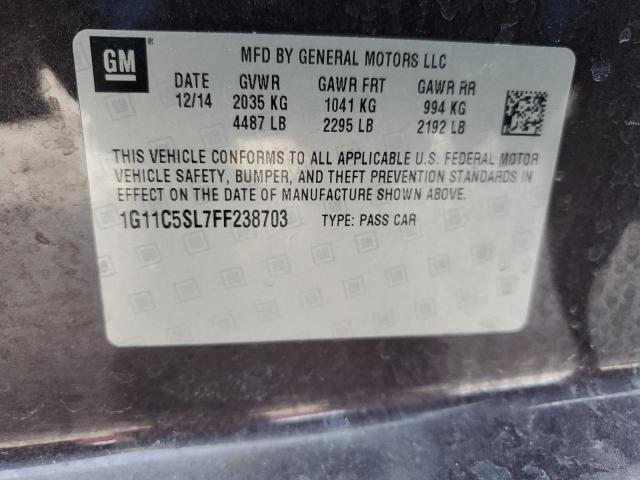 GM ®
MFD BY GENERAL MOTORS LLC
DATE GVWR GAWR FRT GAWR RR
12/14 2035 KG 1041 KG 994 KG
4487 LB 2295 LB 2192 LB
THIS VEHICLE CONFORMS TO ALL APPLICABLE U.S. FEDERAL MOTOR
VEHICLE SAFETY, BUMPER, AND THEFT PREVENTION STANDARDS IN
EFFECT ON THE DATE OF MANUFACTURE SHOWN ABOVE.
1G11C5SL7FF238703 TYPE: PASS CAR